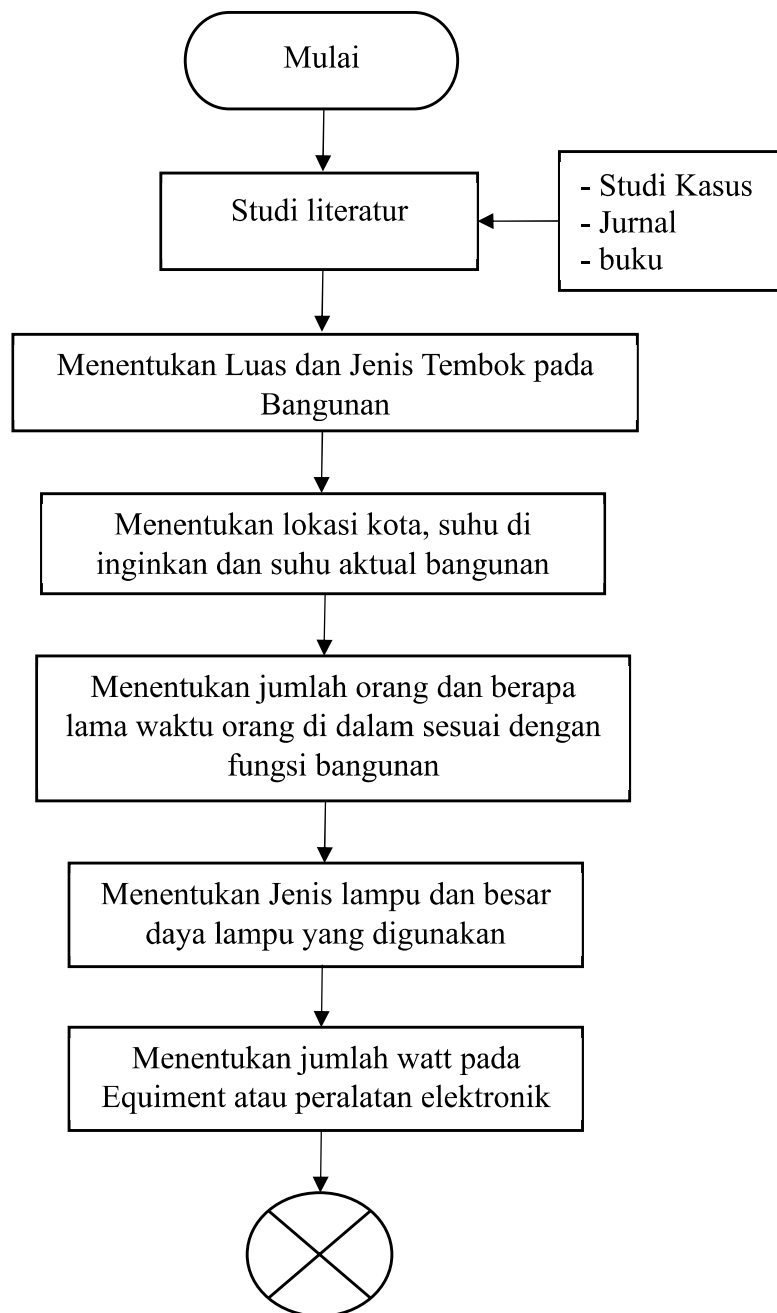 Mulai
Studi literatur
- Studi Kasus
- Jurnal
- buku
Menentukan Luas dan Jenis Tembok pada
Bangunan
Menentukan lokasi kota, suhu di
inginkan dan suhu aktual bangunan
Menentukan jumlah orang dan berapa
lama waktu orang di dalam sesuai dengan
fungsi bangunan
Menentukan Jenis lampu dan besar
daya lampu yang digunakan
Menentukan jumlah watt pada
Equiment atau peralatan elektronik